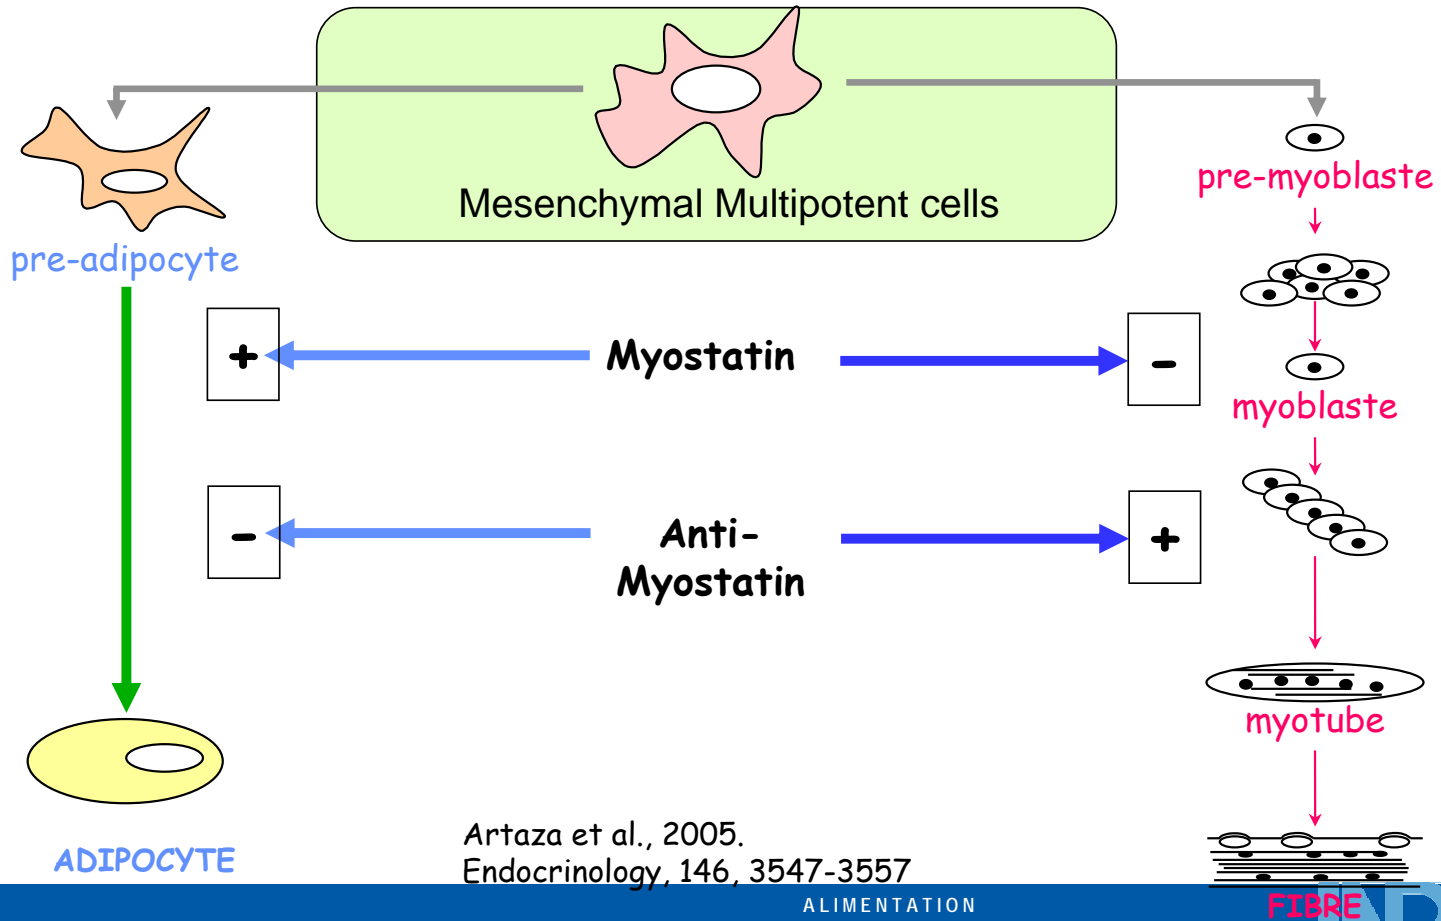 Mesenchymal Multipotent cells
pre-adipocyte
pre-myoblaste
+
Myostatin
-
myoblaste
-
Anti-
Myostatin
+
myotube
ADIPOCYTE
Artaza et al., 2005.
Endocrinology, 146, 3547-3557
FIBRE
ALIMENTATION